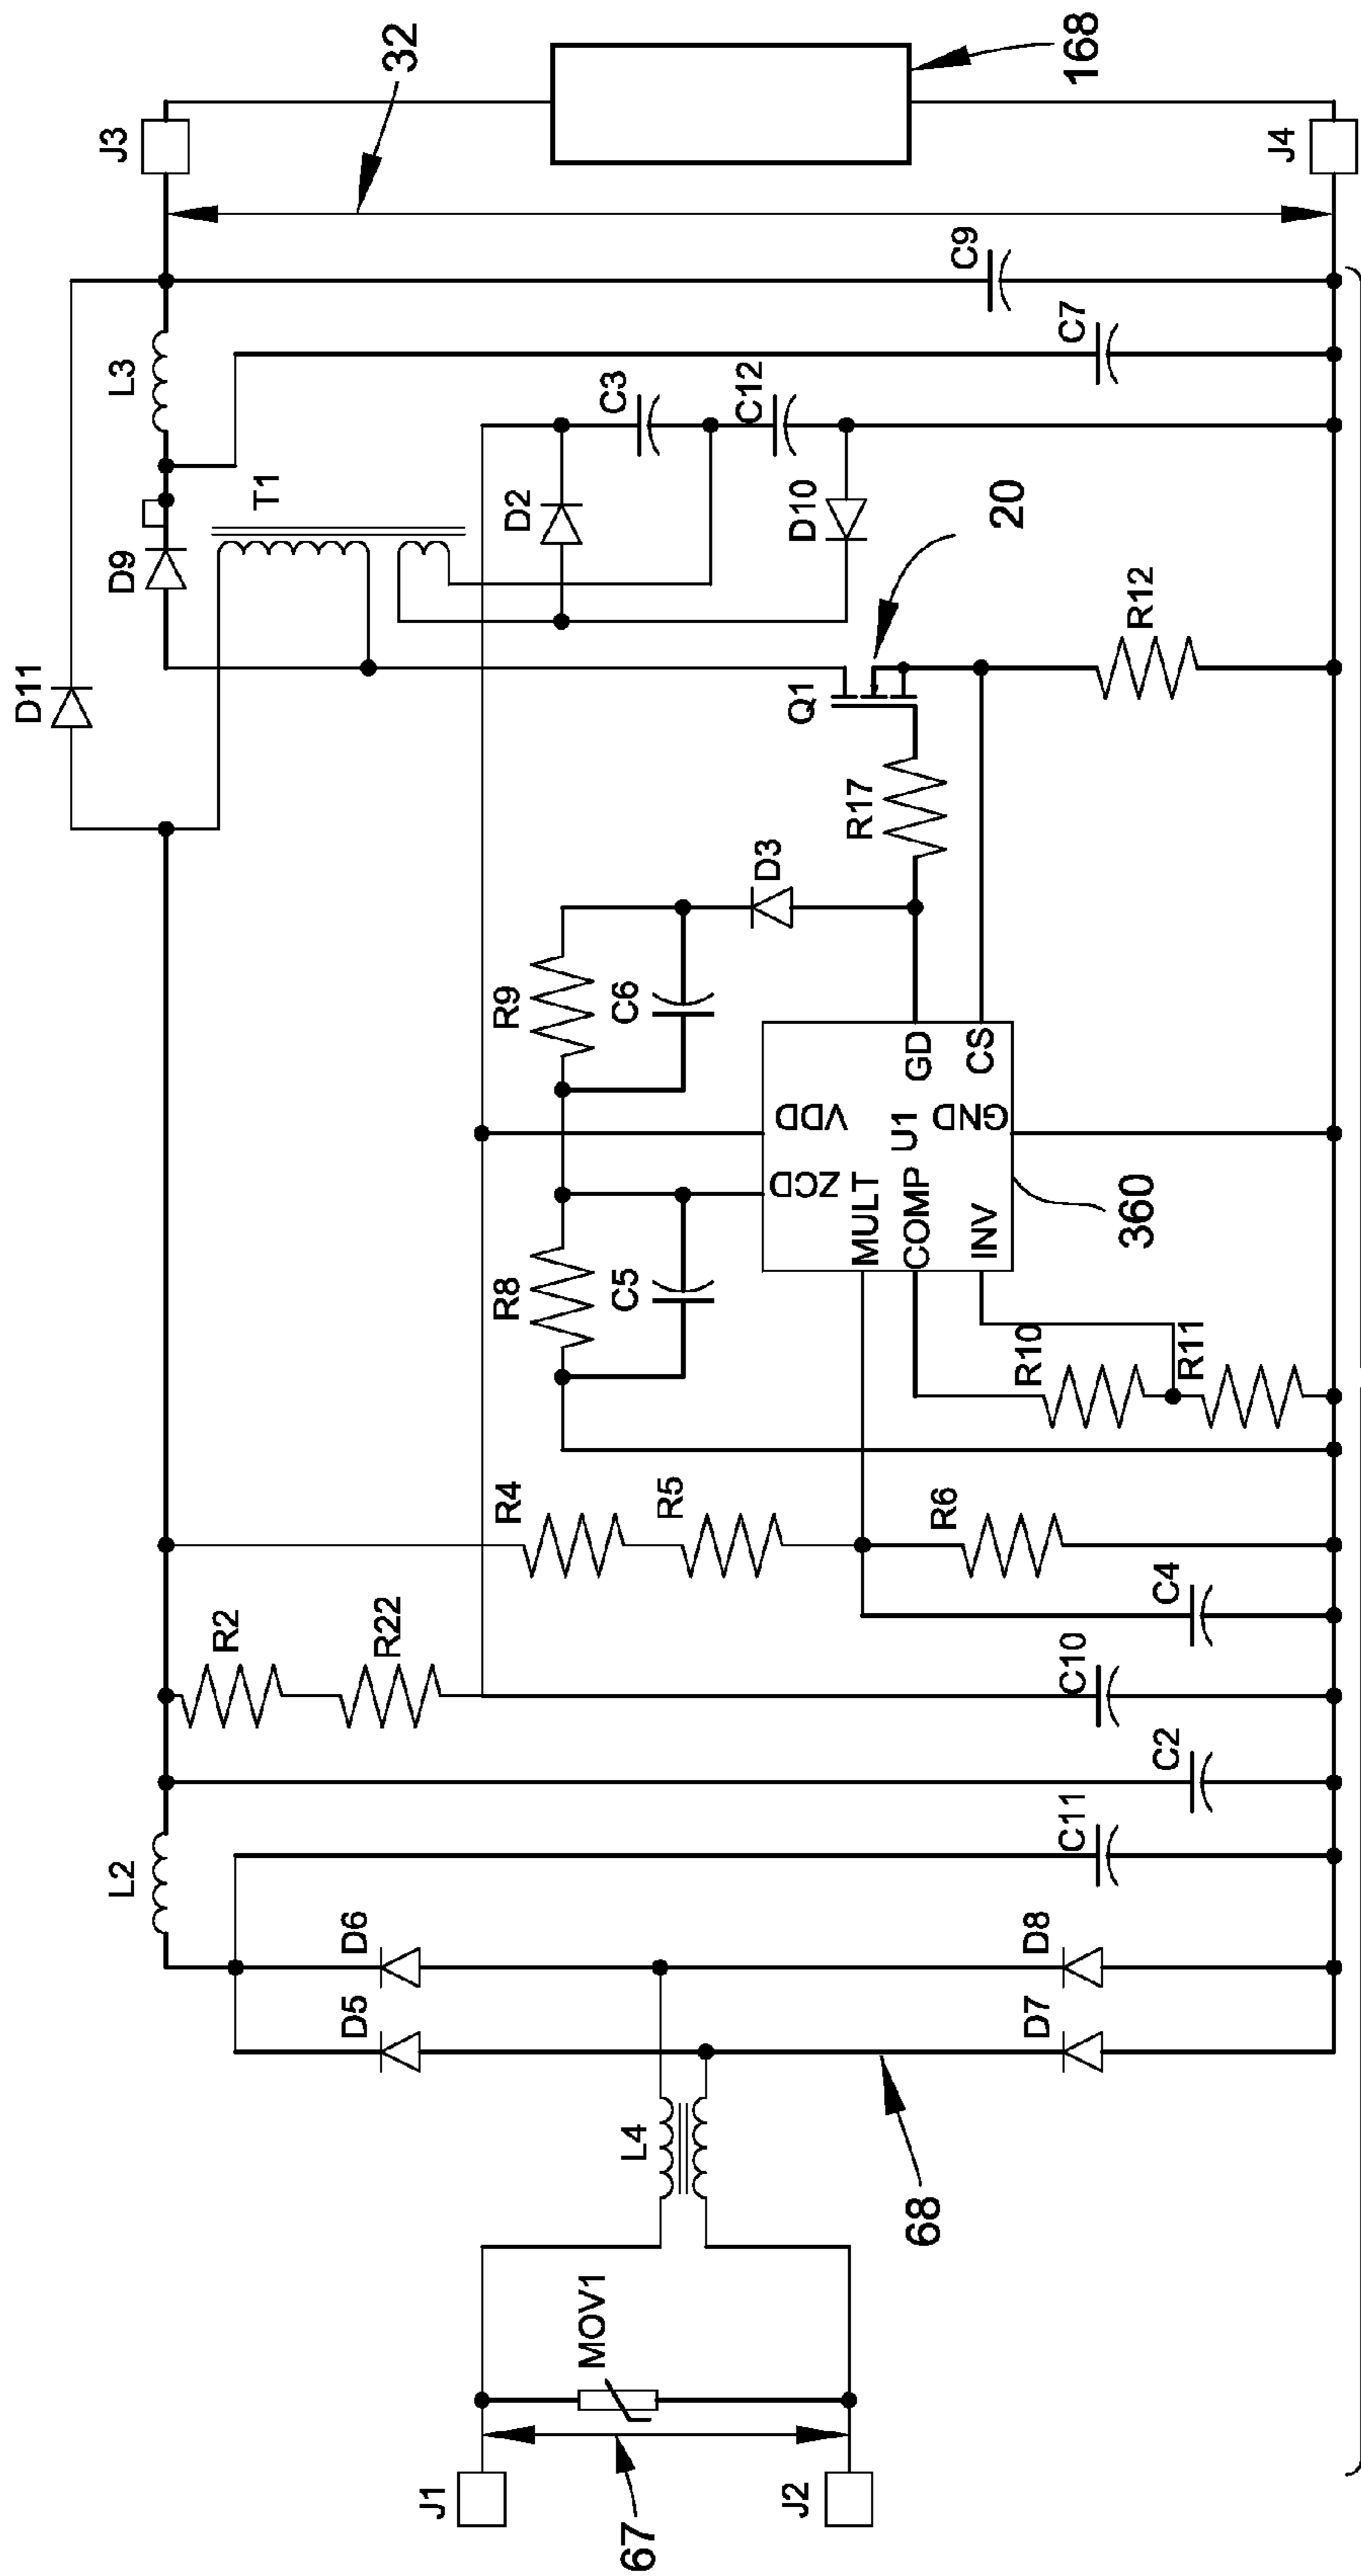 J1
J2
67
MOV1
L4
68
D5
D6
D7
D8
L2
C11
C2
R2
R22
C10
C4
R4
R5
R6
R8
C5
R9
C6
R10
R11
MULT
COMP
INV
ZCD
VDD
U1
GND
GD
CS
360
D3
R17
Q1
20
R12
D11
D9
T1
D2
D10
C3
C12
L3
C7
C9
32
J3
J4
168